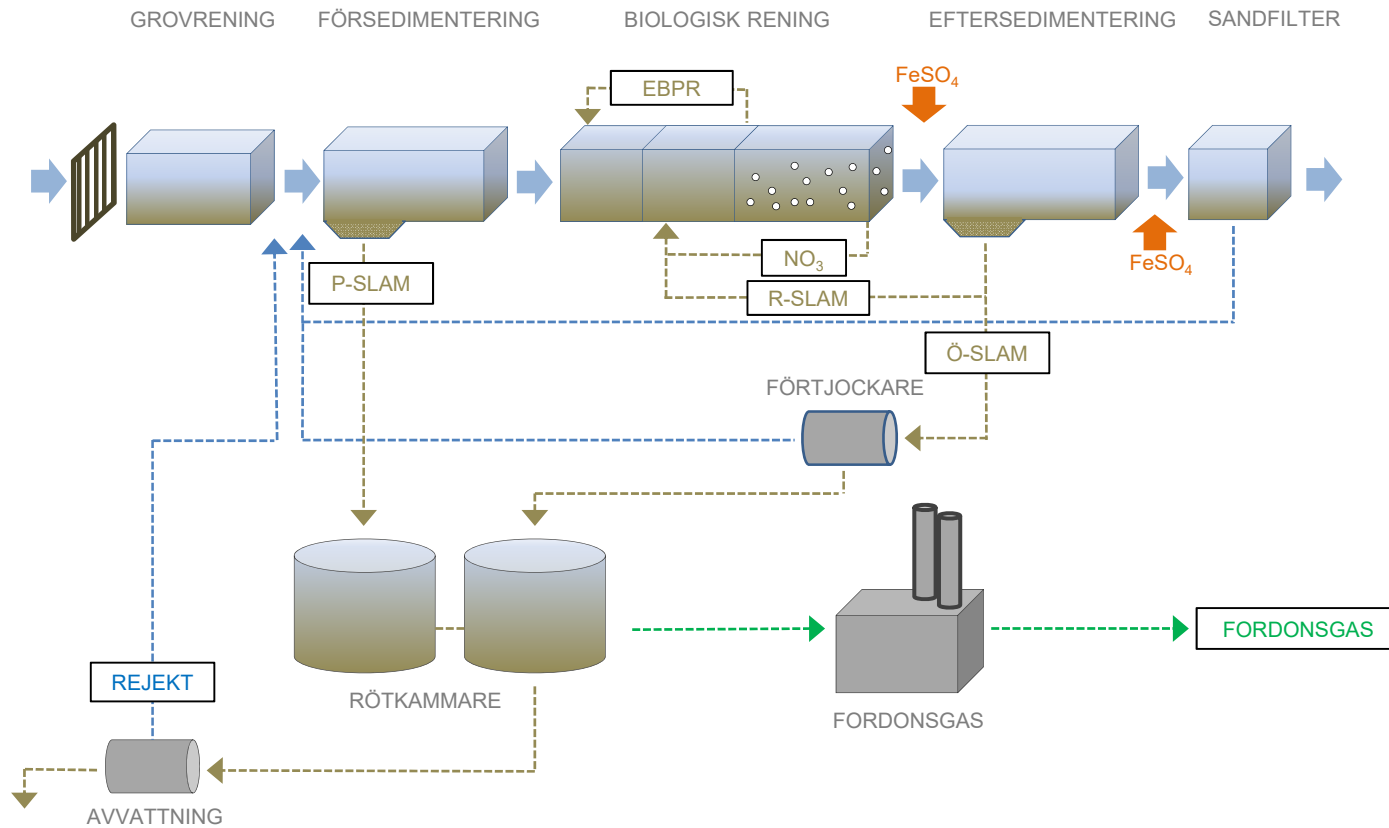 GROVRENING
FÖRSEDIMENTERING
BIOLOGISK RENING
EFTERSEDIMENTERING
SANDFILTER
FeSO₄
EBPR
NO₃
FeSO₄
P-SLAM
R-SLAM
Ö-SLAM
FÖRTJOCKARE
FORDONSGAS
REJEKT
RÖTKAMMARE
FORDONSGAS
AVVATTNING